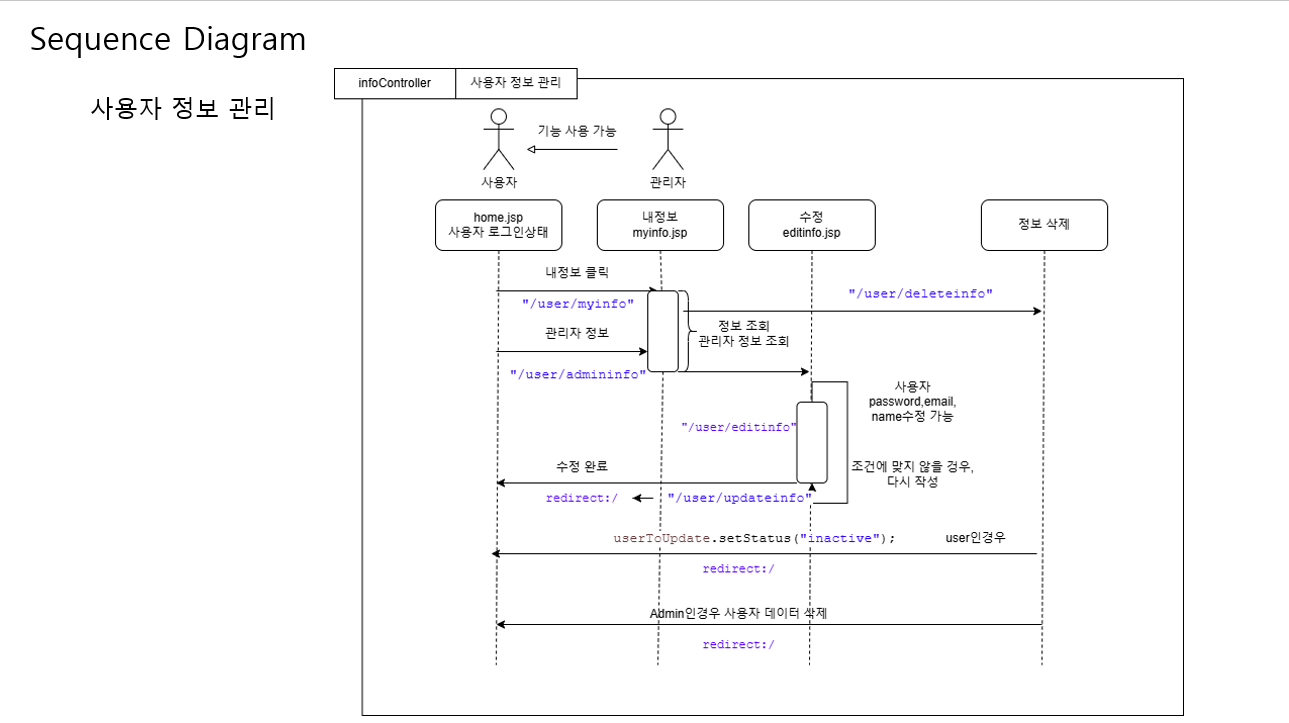 Sequence Diagram
사용자 정보 관리
infoController
사용자 정보 관리
기능 사용 가능
사용자
관리자
home.jsp
사용자 로그인상태
내정보
myinfo.jsp
수정
editinfo.jsp
정보 삭제
내정보 클릭
"/user/myinfo"
"/user/deleteinfo"
정보 조회
관리자 정보 조회
관리자 정보
"/user/admininfo"
사용자
password,email,
name수정 가능
"/user/editinfo"
수정 완료
조건에 맞지 않을 경우,
다시 작성
redirect:/
"/user/updateinfo"
userToUpdate.setStatus("inactive");
user인경우
redirect:/
Admin인경우 사용자 데이터 삭제
redirect:/